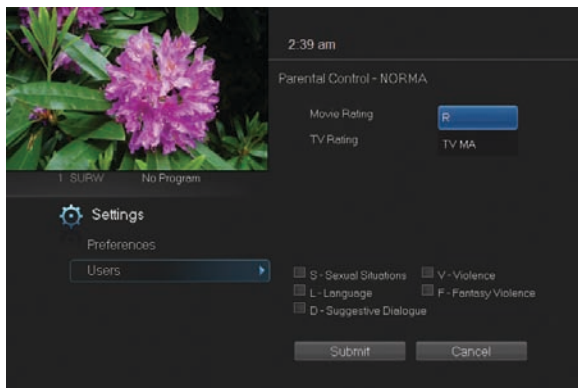 2:39 am
Parental Control - NORMA
Movie Rating R
TV Rating TV MA
1 SURW No Program
Settings
Preferences
Users
S - Sexual Situations V - Violence
L - Language F - Fantasy Violence
D - Suggestive Dialogue
Submit Cancel